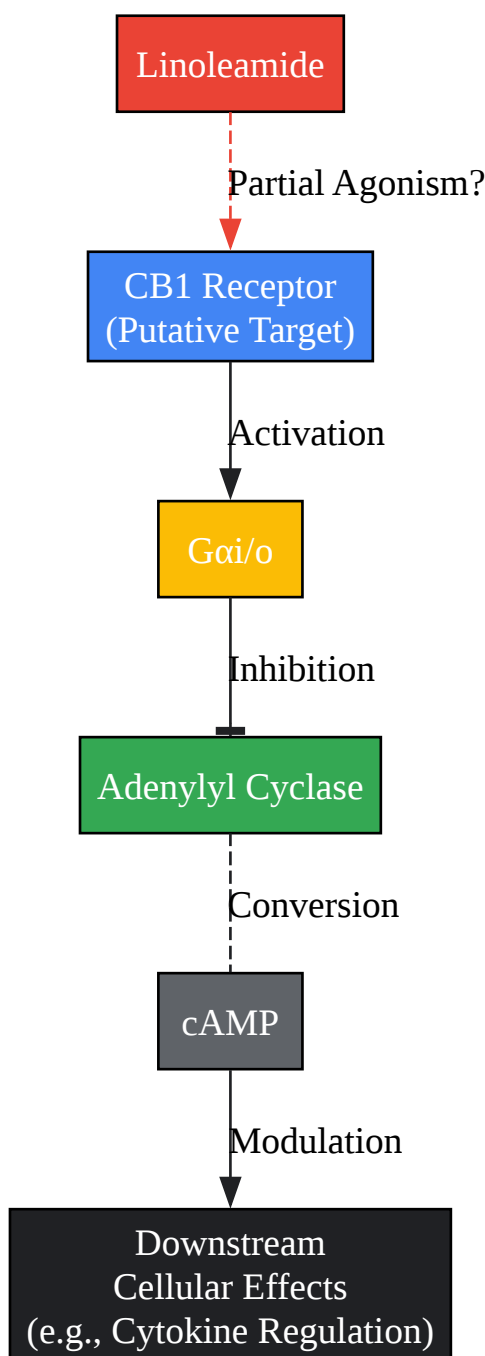 Linoleamide
Partial Agonism?
CB1 Receptor
(Putative Target)
Activation
Gαi/o
Inhibition
Adenylyl Cyclase
Conversion
cAMP
Modulation
Downstream
Cellular Effects
(e.g., Cytokine Regulation)